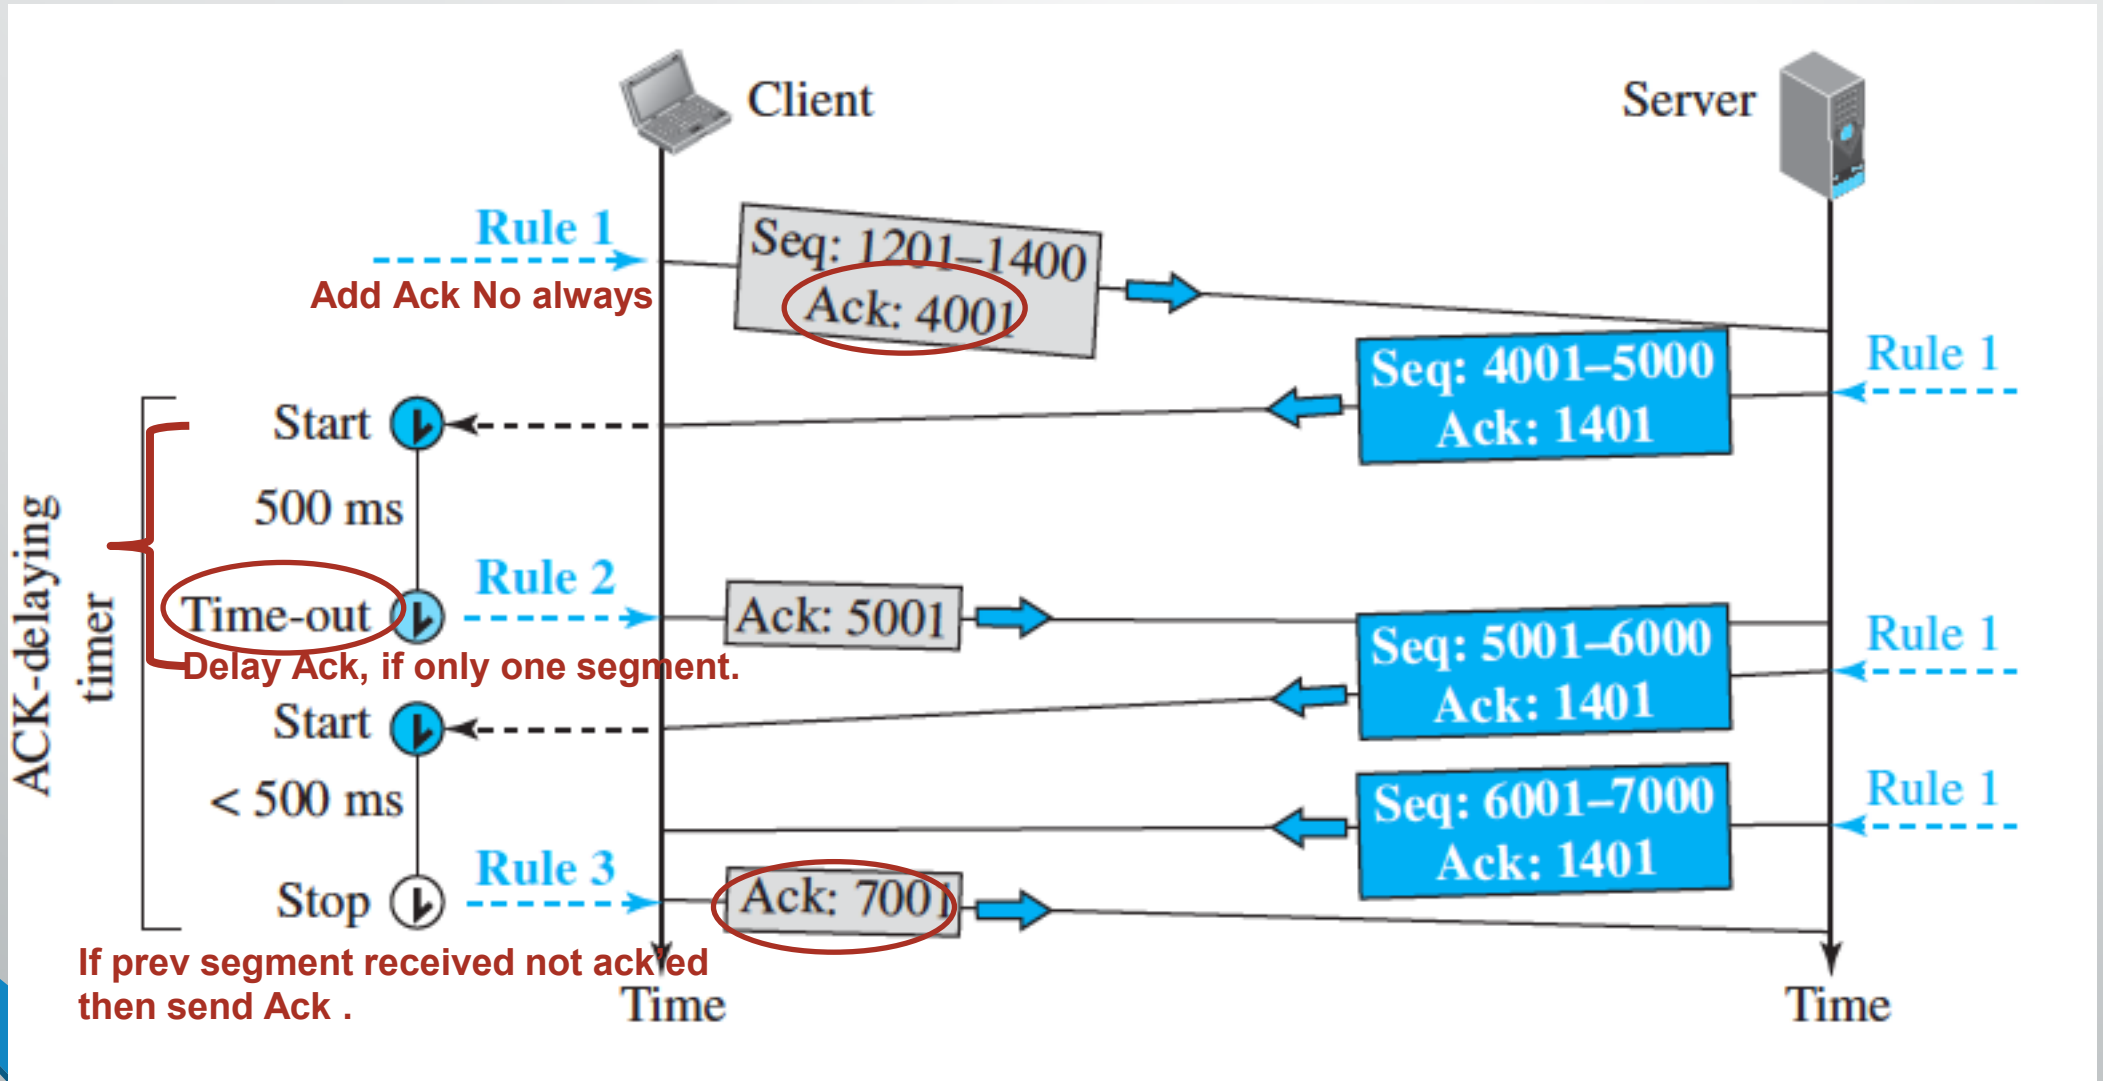 Client
Server
Rule 1
Add Ack No always
Seq: 1201–1400
Ack: 4001
Rule 1
Seq: 4001–5000
Ack: 1401
Start
500 ms
Time-out
Rule 2
Ack: 5001
Delay Ack, if only one segment.
Rule 1
Seq: 5001–6000
Ack: 1401
Start
< 500 ms
Stop
ACK-delaying
timer
Rule 1
Seq: 6001–7000
Ack: 1401
Rule 3
Ack: 7001
If prev segment received not ack'ed
then send Ack .
Time
Time